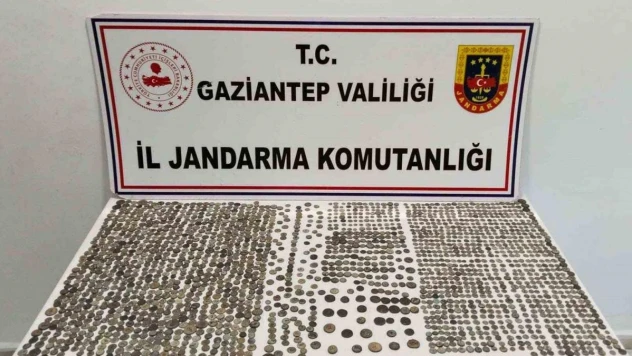 T.C.
GAZİANTEP VALİLİĞİ
İL JANDARMA KOMUTANLIĞI
JANDARMA